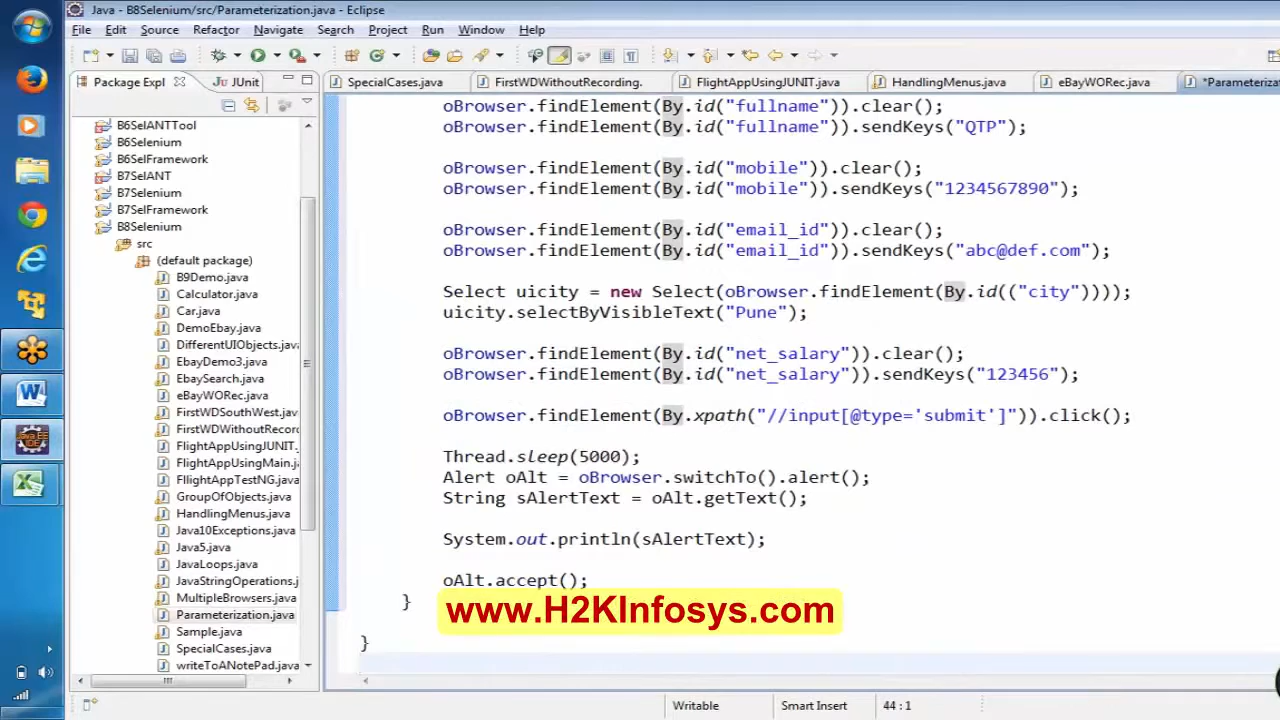 Java - B8Selenium/src/Parameterization.java - Eclipse
File Edit Source Refactor Navigate Search Project Run Window Help
Package Expl JUnit SpecialCases.java FirstWDWithoutRecording. FlightAppUsingJUNIT.java HandlingMenus.java eBayWORec.java *Parameteriza
B6SelANTTool
B6Selenium
B6SelFramework
B7SelANT
B7Selenium
B7SelFramework
B8Selenium
src
(default package)
B9Demo.java
Calculator.java
Car.java
DemoEbay.java
DifferentUIObjects.java
EbayDemo3.java
EbaySearch.java
eBayWORec.java
FirstWDSouthWest.jav
FirstWDWithoutRecord
FlightAppUsingJUNIT.
FlightAppUsingMain.j
FllightAppTestNG.java
GroupOfObjects.java
HandlingMenus.java
Java10Exceptions.java
Java5.java
JavaLoops.java
JavaStringOperations.j
MultipleBrowsers.java
Parameterization.java
Sample.java
SpecialCases.java
writeToANotePad.java
oBrowser.findElement(By.id("fullname")).clear();
oBrowser.findElement(By.id("fullname")).sendKeys("QTP");
oBrowser.findElement(By.id("mobile")).clear();
oBrowser.findElement(By.id("mobile")).sendKeys("1234567890");
oBrowser.findElement(By.id("email_id")).clear();
oBrowser.findElement(By.id("email_id")).sendKeys("abc@def.com");
Select uicity = new Select(oBrowser.findElement(By.id(("city"))));
uicity.selectByVisibleText("Pune");
oBrowser.findElement(By.id("net_salary")).clear();
oBrowser.findElement(By.id("net_salary")).sendKeys("123456");
oBrowser.findElement(By.xpath("//input[@type='submit']")).click();
Thread.sleep(5000);
Alert oAlt = oBrowser.switchTo().alert();
String sAlertText = oAlt.getText();
System.out.println(sAlertText);
oAlt.accept();
}
www.H2KInfosys.com
}
Writable Smart Insert 44 : 1